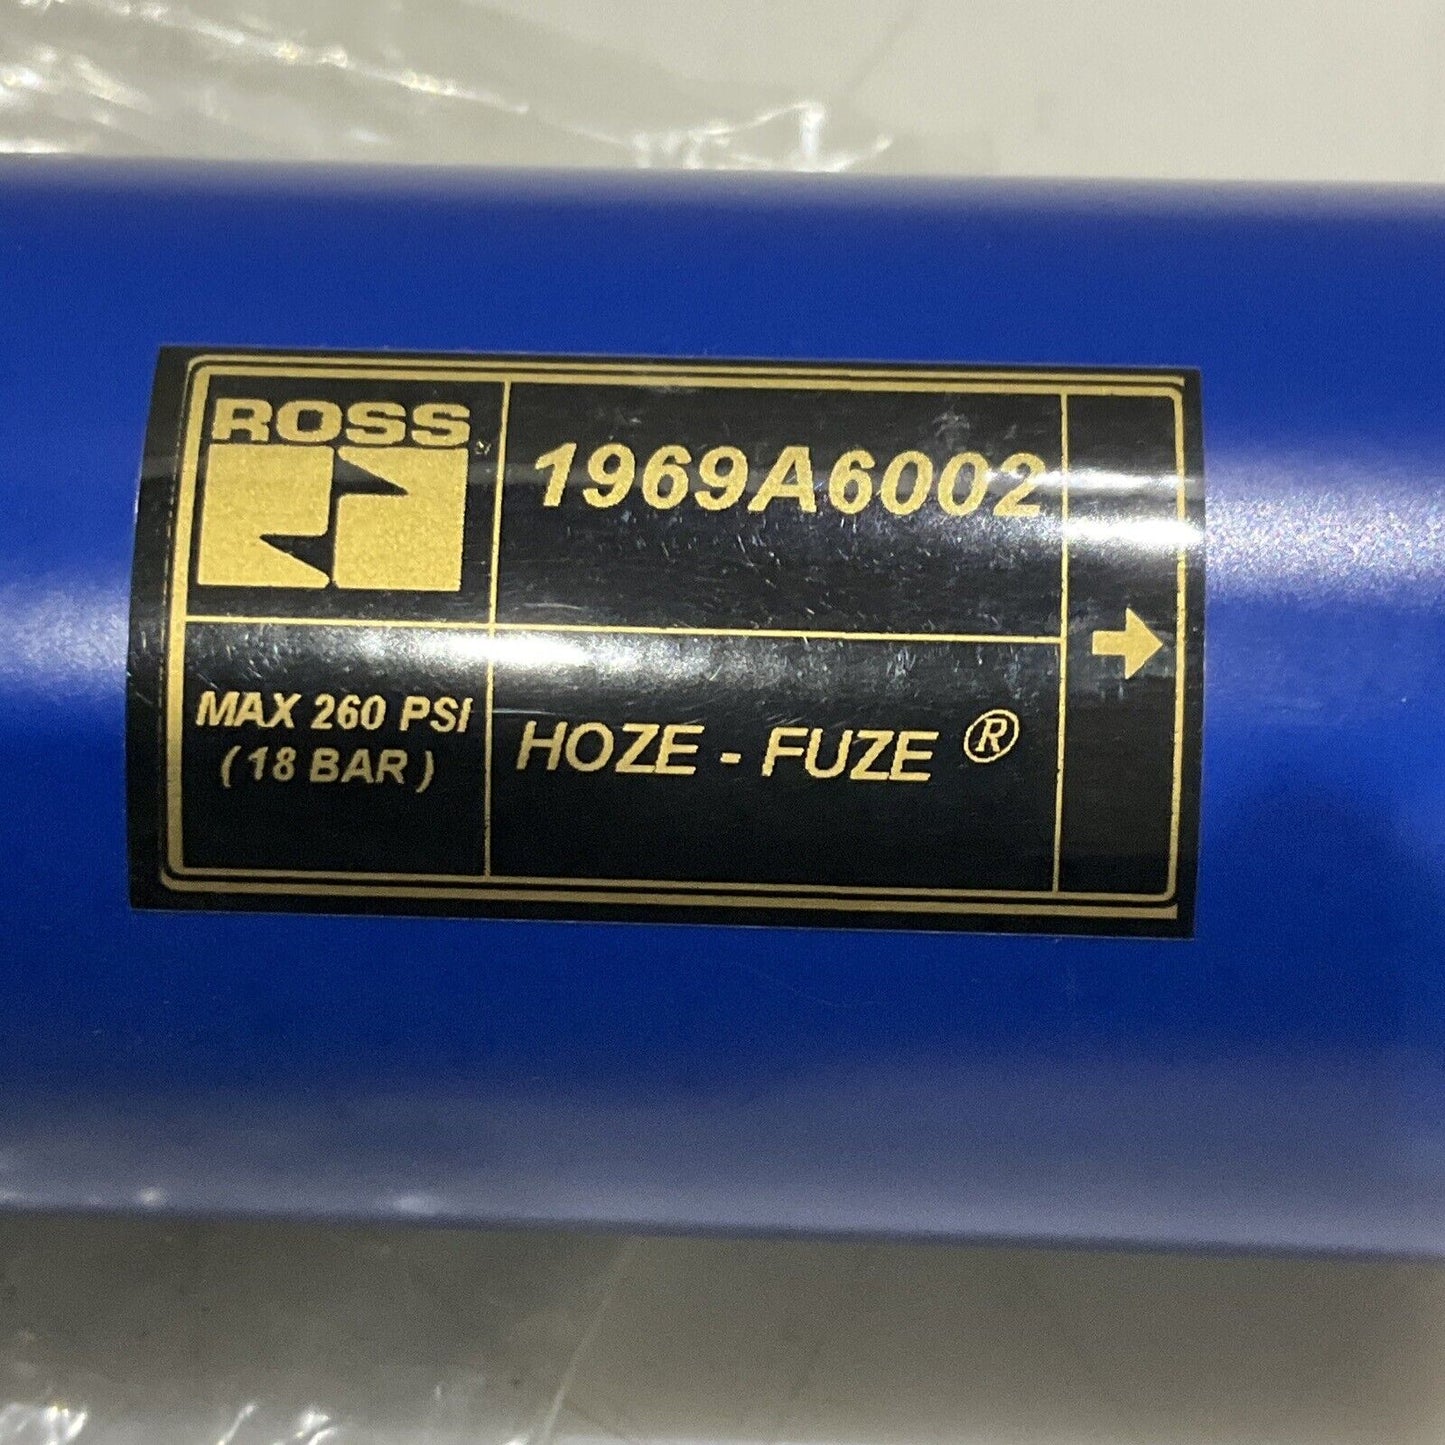 ROSS
1969A6002
MAX 260 PSI
(18 BAR)
HOZE - FUZE ®